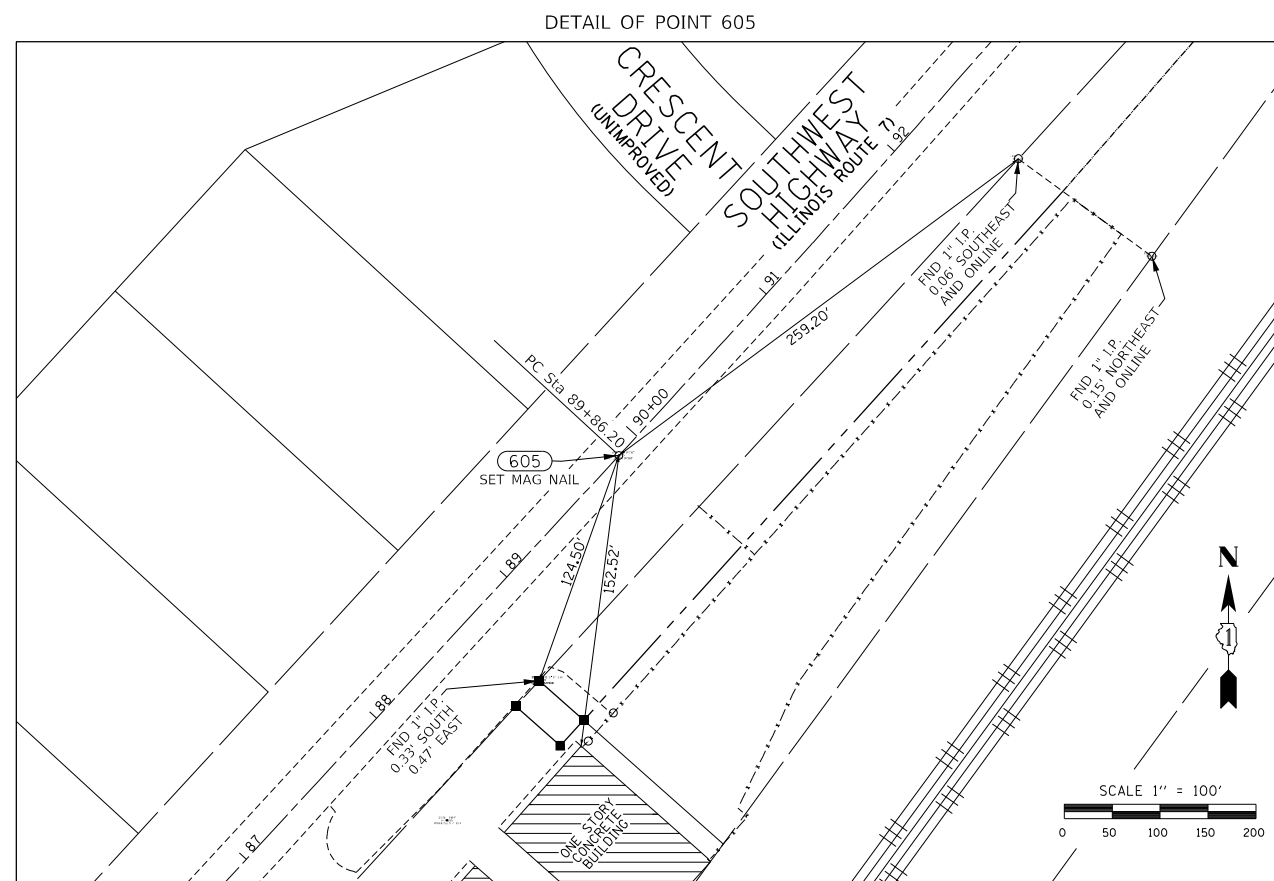 DETAIL OF POINT 605
CRESCENT
DRIVE
(UNIMPROVED)
SOUTHWEST
HIGHWAY
(ILLINOIS ROUTE 7)
92
91
FND 1" I.P.
0.06' SOUTHEAST
AND ONLINE
259.20'
FND 1" I.P.
0.15' NORTHEAST
AND ONLINE
PC Sta 89+86.20
90+00
605
SET MAG NAIL
89
124.50'
152.52'
N
1
88
FND 1" I.P.
0.33' SOUTH
0.47' EAST
87
ONE STORY
CONCRETE
BUILDING
SCALE 1'' = 100'
0 50 100 150 200